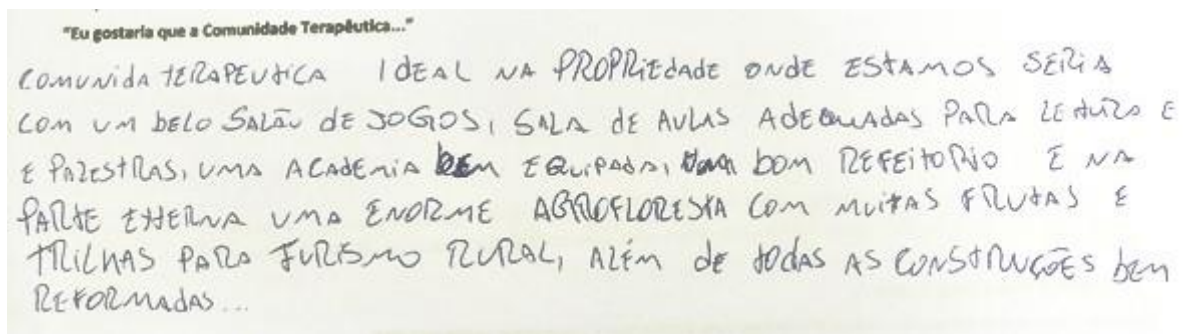 "Eu gostaria que a Comunidade Terapêutica..."
COMUNIDA TERAPEUTICA IDEAL NA PROPRIEDADE ONDE ESTAMOS SERIA
COM UM BELO SALÃO DE JOGOS, SALA DE AULAS ADEQUADAS PARA LEITURA E
E PALESTRAS, UMA ACADEMIA BEM EQUIPADA, UM BOM REFEITORIO E NA
PARTE EXTERNA UMA ENORME AGROFLORESTA COM MUITAS FRUTAS E
TRILHAS PARA TURISMO RURAL, ALÉM DE TODAS AS CONSTRUÇÕES BEM
REFORMADAS...